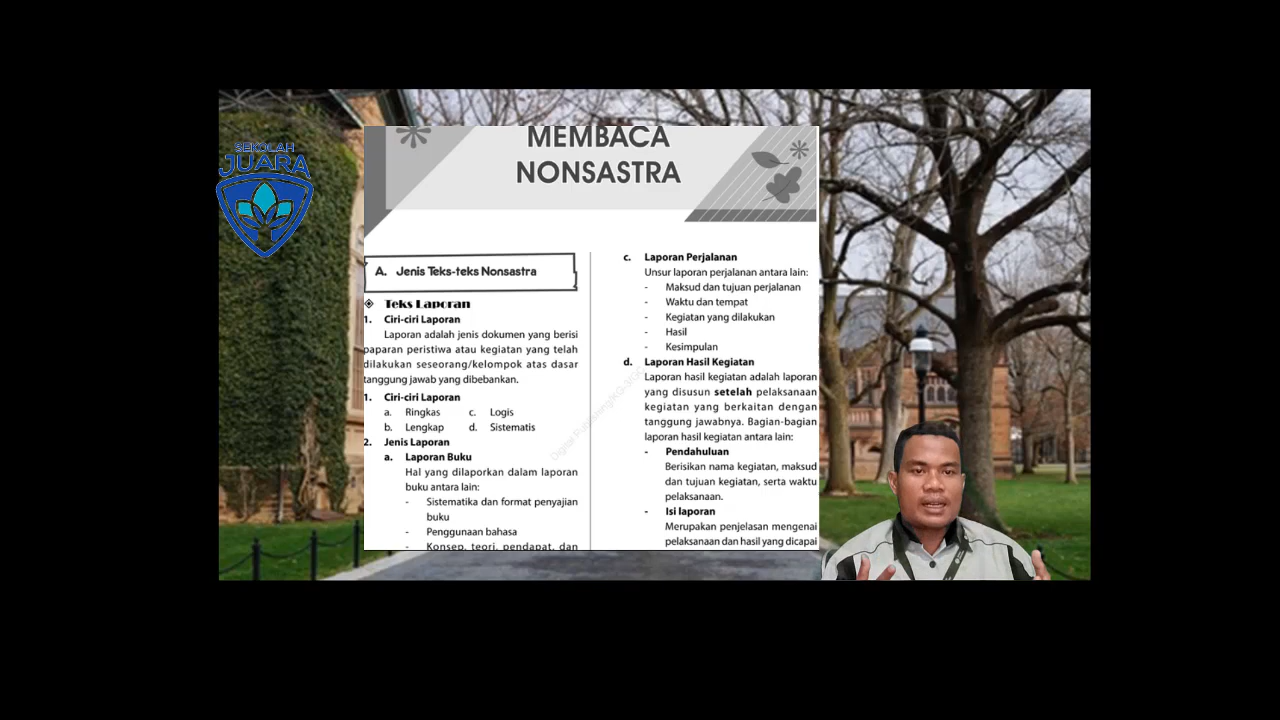 SEKOLAH
JUARA
MEMBACA
NONSASTRA
A. Jenis Teks-teks Nonsastra
Teks Laporan
1. Ciri-ciri Laporan
Laporan adalah jenis dokumen yang berisi
paparan peristiwa atau kegiatan yang telah
dilakukan seseorang/kelompok atas dasar
tanggung jawab yang dibebankan.
1. Ciri-ciri Laporan
a. Ringkas c. Logis
b. Lengkap d. Sistematis
2. Jenis Laporan
a. Laporan Buku
Hal yang dilaporkan dalam laporan
buku antara lain:
- Sistematika dan format penyajian
buku
- Penggunaan bahasa
- Konsep, teori, pendapat, dan
c. Laporan Perjalanan
Unsur laporan perjalanan antara lain:
- Maksud dan tujuan perjalanan
- Waktu dan tempat
- Kegiatan yang dilakukan
- Hasil
- Kesimpulan
d. Laporan Hasil Kegiatan
Laporan hasil kegiatan adalah laporan
yang disusun setelah pelaksanaan
kegiatan yang berkaitan dengan
tanggung jawabnya. Bagian-bagian
laporan hasil kegiatan antara lain:
- Pendahuluan
Berisikan nama kegiatan, maksud
dan tujuan kegiatan, serta waktu
pelaksanaan.
- Isi laporan
Merupakan penjelasan mengenai
pelaksanaan dan hasil yang dicapai